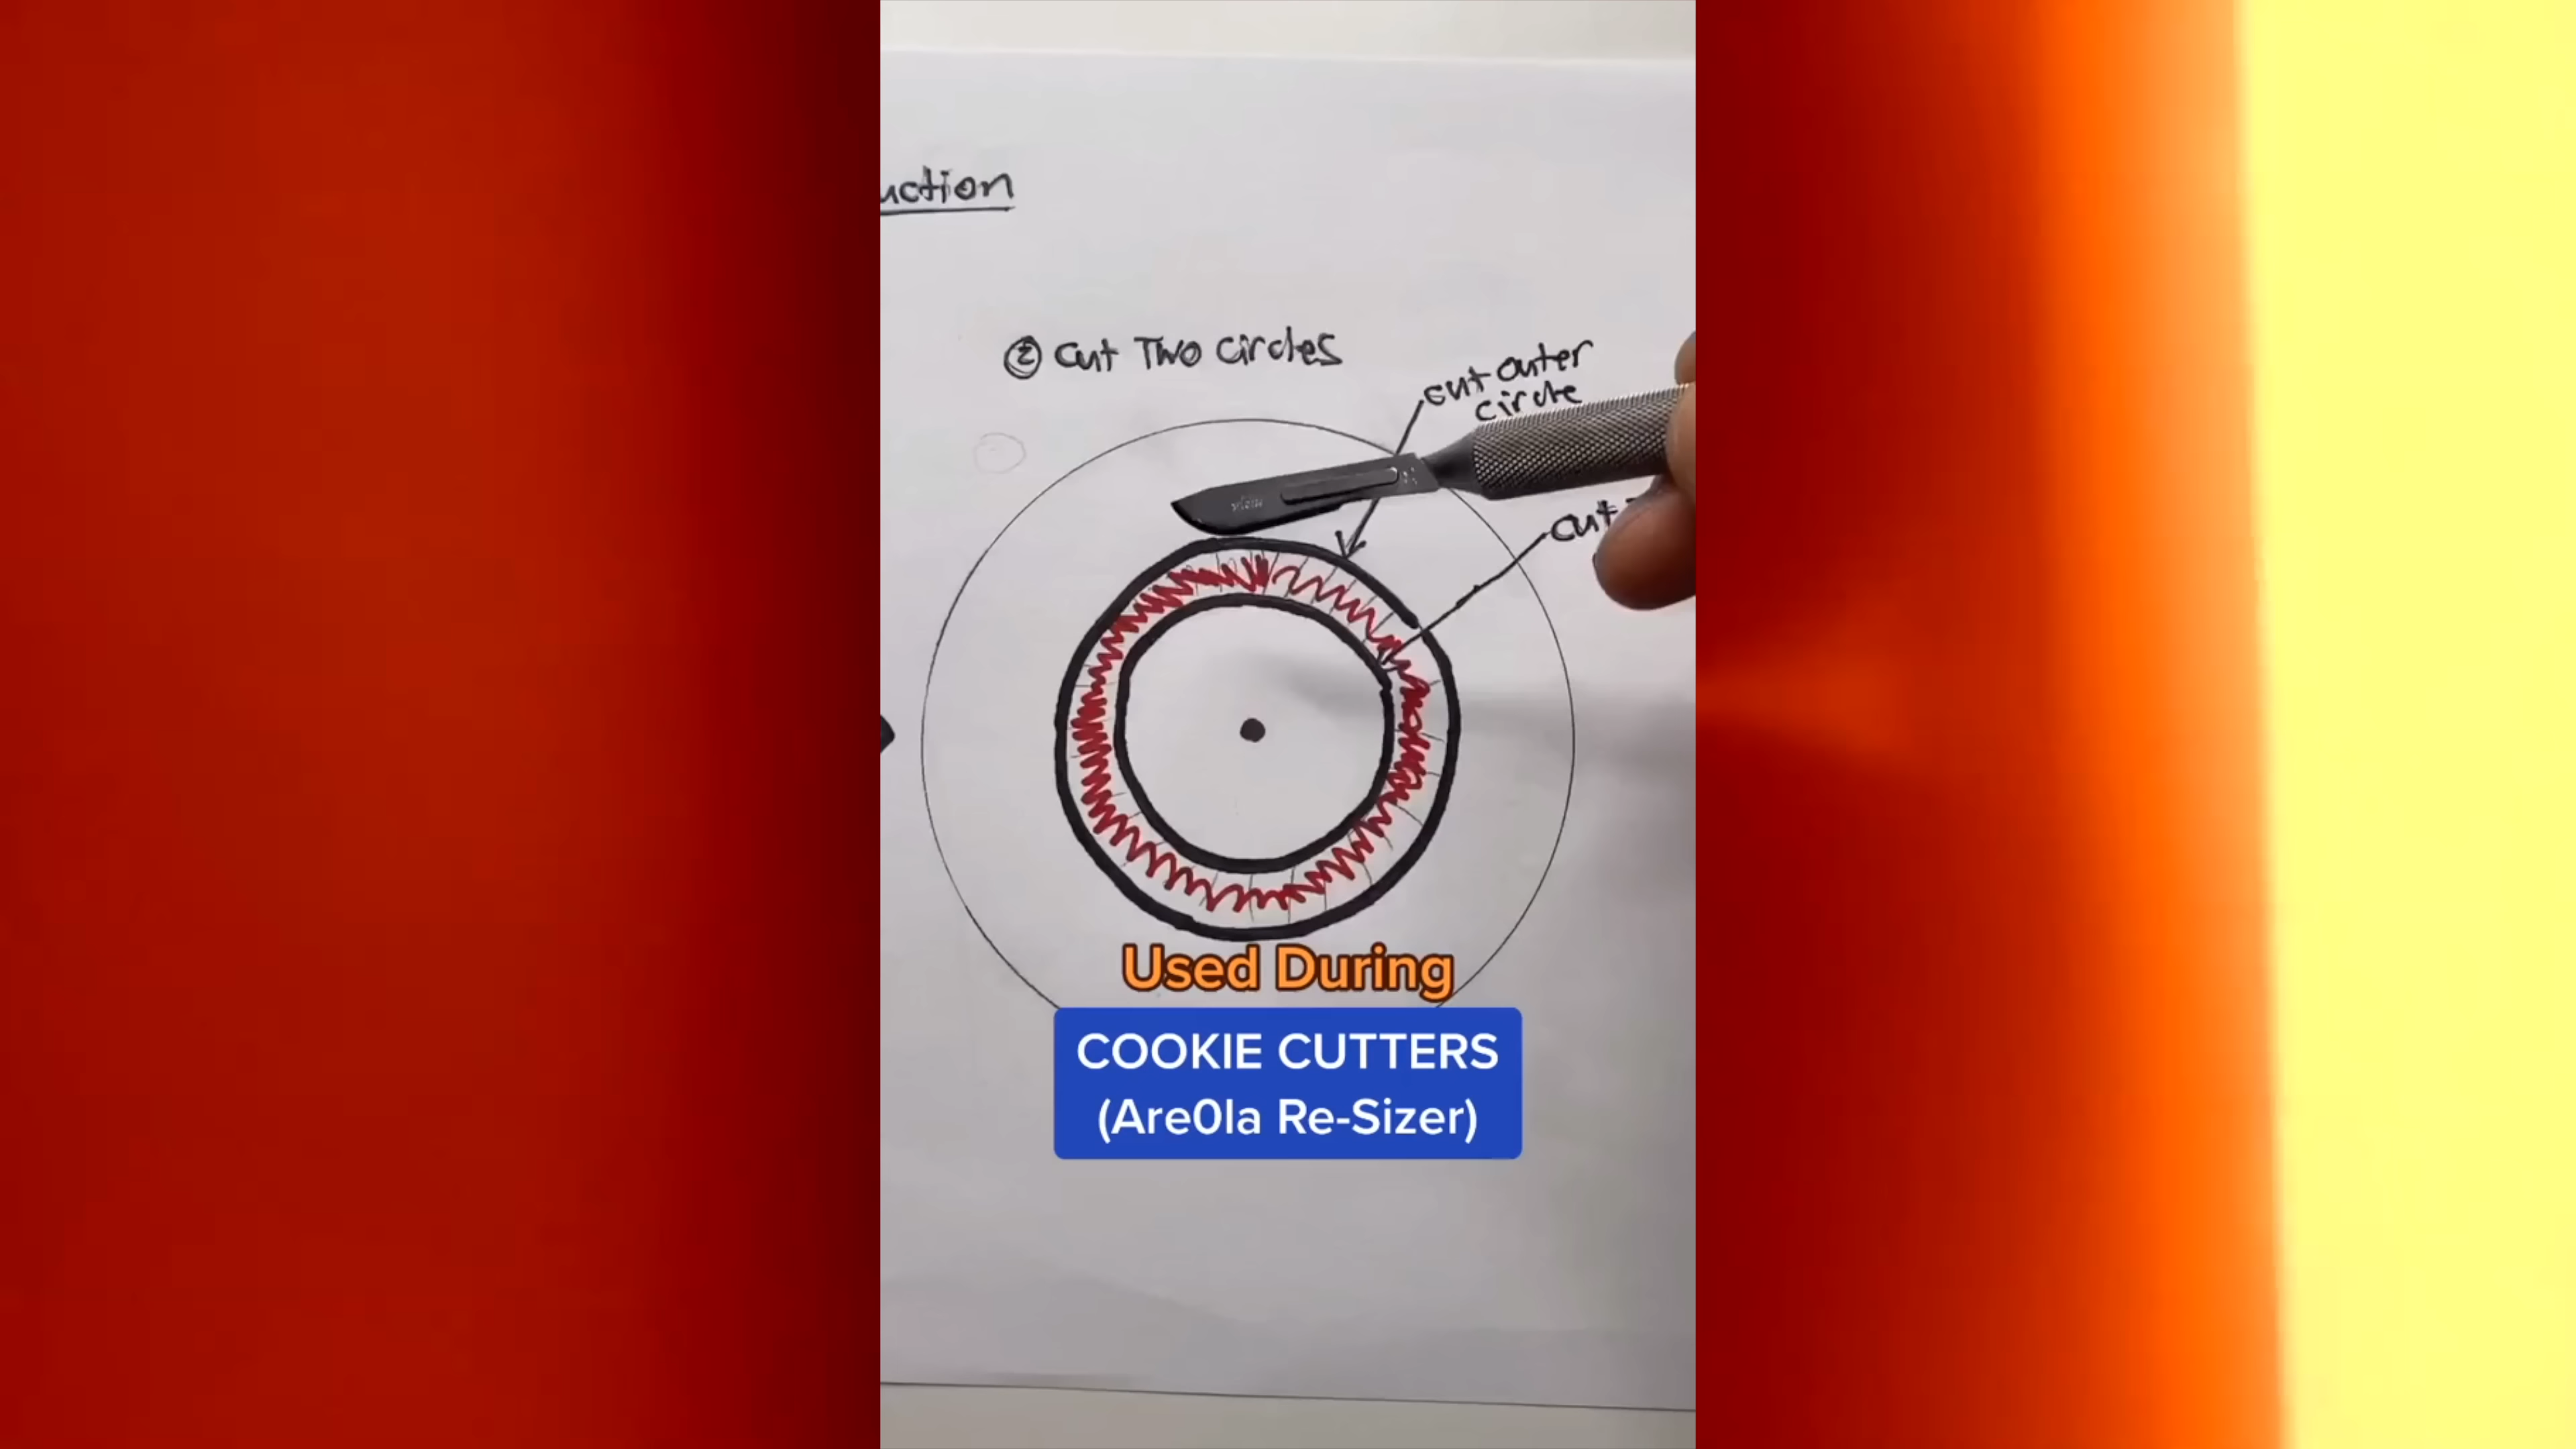 uction
② Cut Two Circles
cut outer
circle
cut
Used During
COOKIE CUTTERS
(Are0la Re-Sizer)